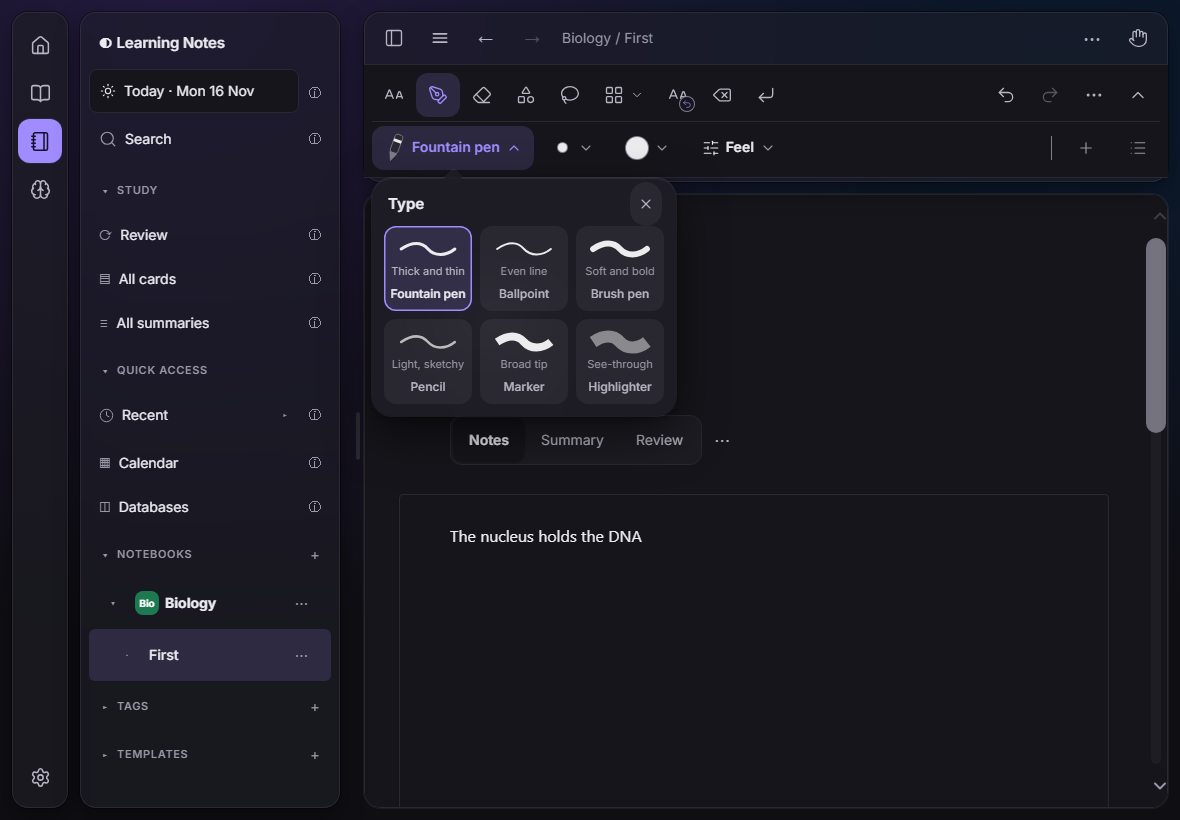 Learning Notes
Today · Mon 16 Nov
Search
STUDY
Review
All cards
All summaries
QUICK ACCESS
Recent
Calendar
Databases
NOTEBOOKS
Bio Biology
First
TAGS
TEMPLATES
Biology / First
AA
AA
Fountain pen
Feel
Type
Thick and thin
Fountain pen
Even line
Ballpoint
Soft and bold
Brush pen
Light, sketchy
Pencil
Broad tip
Marker
See-through
Highlighter
Notes Summary Review
The nucleus holds the DNA